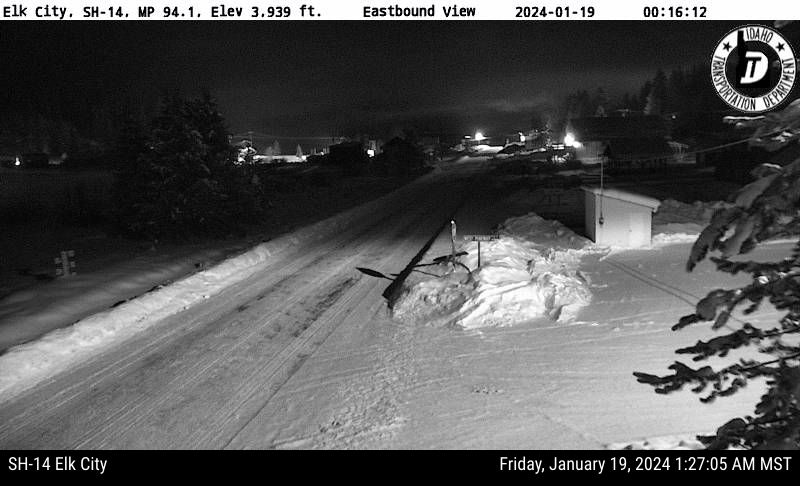 Elk City, SH-14, MP 94.1, Elev 3,939 ft. Eastbound View 2024-01-19 00:16:12
IDAHO
TRANSPORTATION DEPARTMENT
SH-14 Elk City Friday, January 19, 2024 1:27:05 AM MST